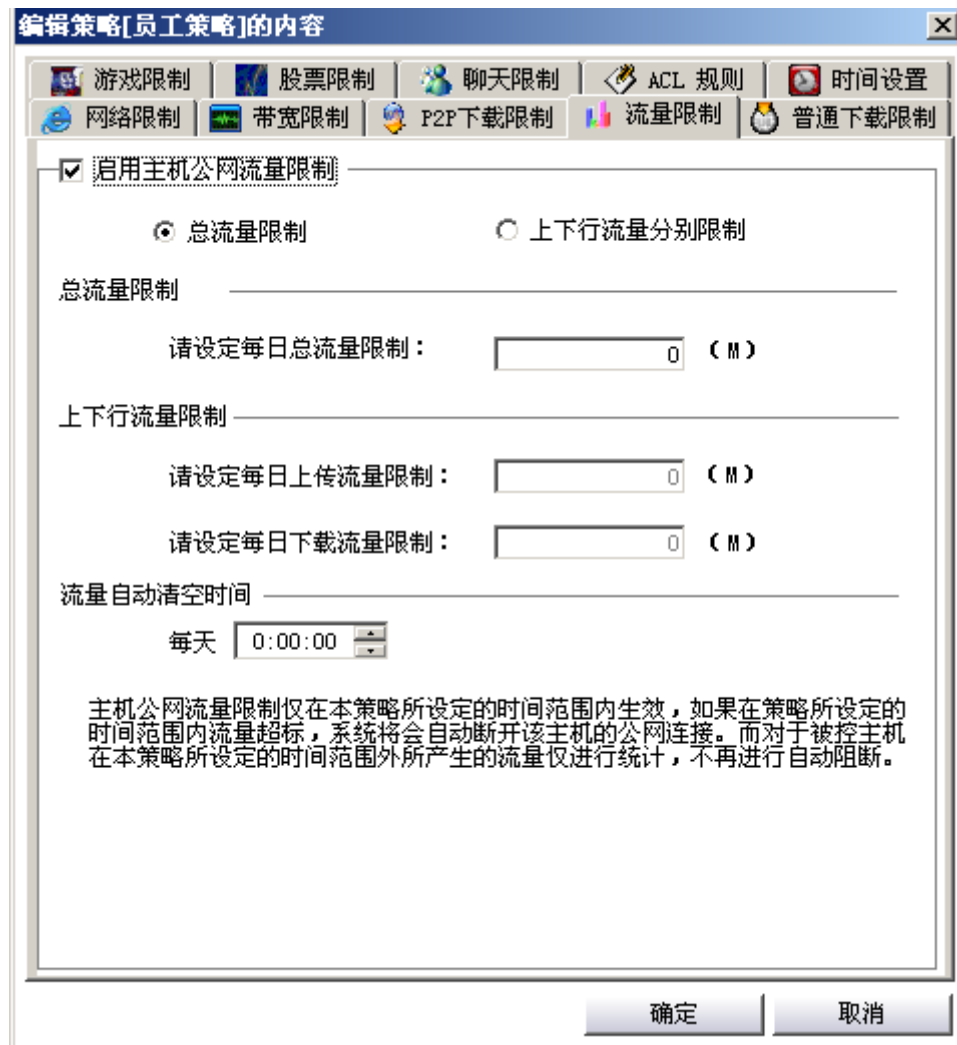 编辑策略[员工策略]的内容
游戏限制 股票限制 聊天限制 ACL 规则 时间设置
网络限制 带宽限制 P2P下载限制 流量限制 普通下载限制
启用主机公网流量限制
总流量限制 上下行流量分别限制
总流量限制
请设定每日总流量限制： 0 （M）
上下行流量限制
请设定每日上传流量限制： 0 （M）
请设定每日下载流量限制： 0 （M）
流量自动清空时间
每天 0:00:00
主机公网流量限制仅在本策略所设定的时间范围内生效，如果在策略所设定的
时间范围内流量超标，系统将会自动断开该主机的公网连接。而对于被控主机
在本策略所设定的时间范围外所产生的流量仅进行统计，不再进行自动阻断。
确定 取消